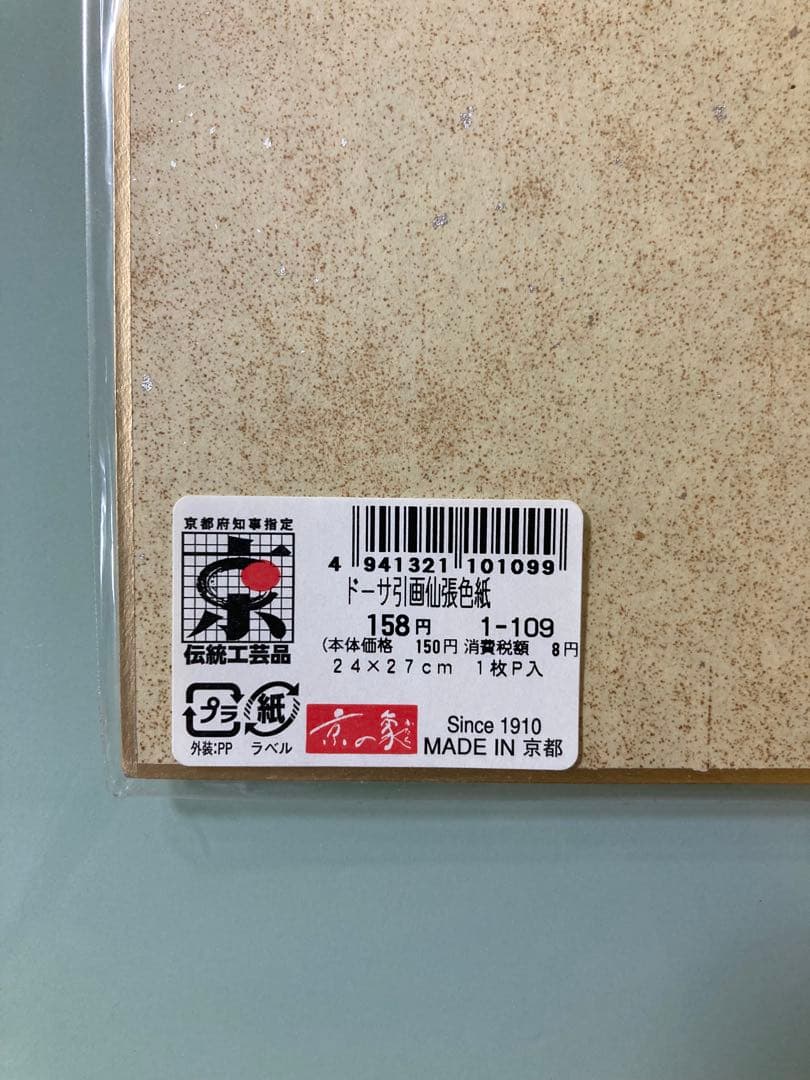 京都府知事指定
京
伝統工芸品
4 941321 101099
ドーサ引画仙張色紙
158円 1-109
(本体価格 150円 消費税額 8円
24×27cm 1枚P入
プラ
紙
外装:PP ラベル
京の象
かたち
Since 1910
MADE IN 京都